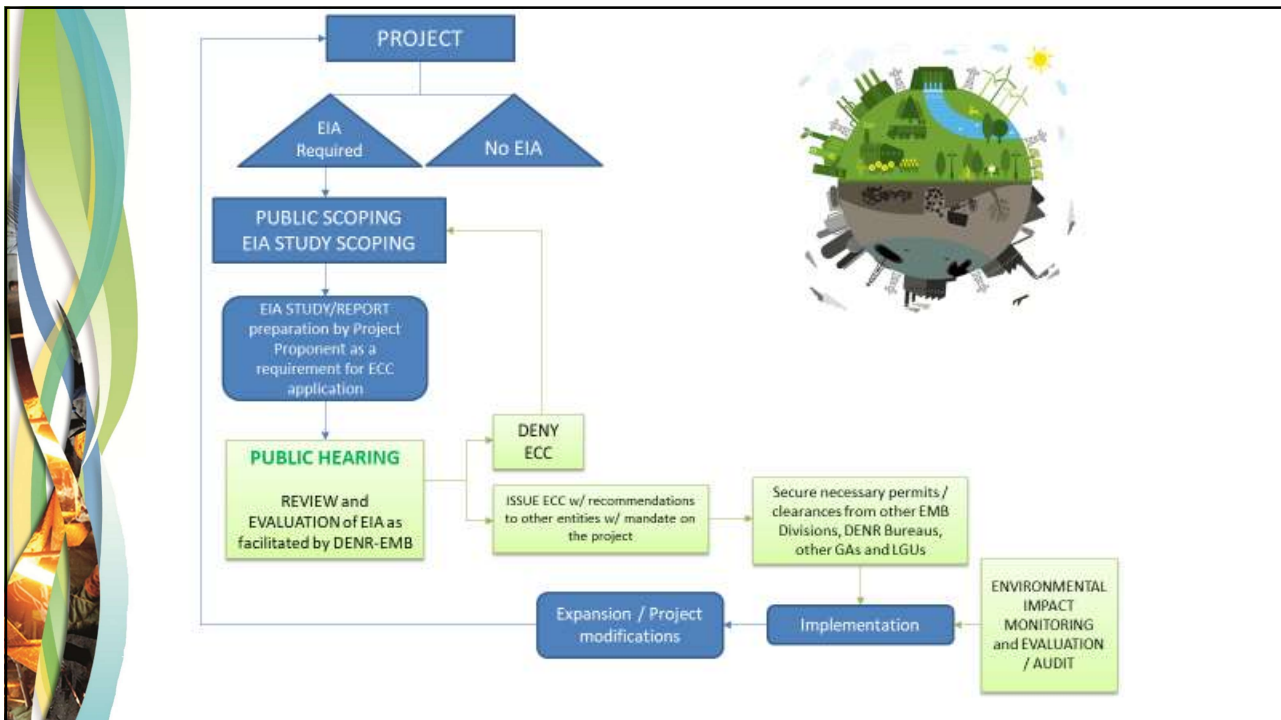 PROJECT
EIA
Required
No EIA
PUBLIC SCOPING
EIA STUDY SCOPING
EIA STUDY/REPORT
preparation by Project
Proponent as a
requirement for ECC
application
PUBLIC HEARING
REVIEW and
EVALUATION of EIA as
facilitated by DENR-EMB
DENY
ECC
ISSUE ECC w/ recommendations
to other entities w/ mandate on
the project
Secure necessary permits /
clearances from other EMB
Divisions, DENR Bureaus,
other GAs and LGUs
ENVIRONMENTAL
IMPACT
MONITORING
and EVALUATION
/ AUDIT
Implementation
Expansion / Project
modifications